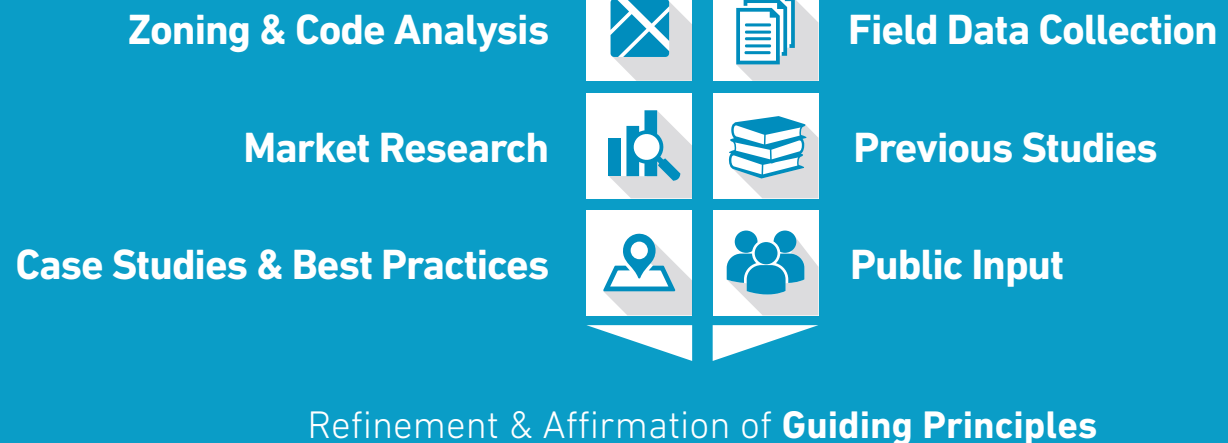 Zoning & Code Analysis
Field Data Collection
Market Research
Previous Studies
Case Studies & Best Practices
Public Input
Refinement & Affirmation of Guiding Principles